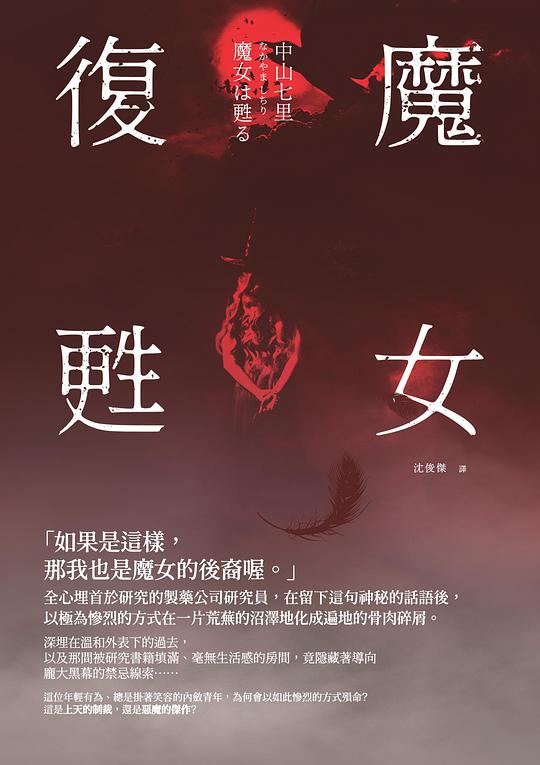 魔女
復甦
中山七里
なかやましちり
魔女は甦る
沈俊傑 譯
「如果是這樣，
那我也是魔女的後裔喔。」
全心埋首於研究的製藥公司研究員，在留下這句神秘的話語後，
以極為慘烈的方式在一片荒蕪的沼澤地化成遍地的骨肉碎屑。
深埋在溫和外表下的過去，
以及那間被研究書籍填滿、毫無生活感的房間，竟隱藏著導向
龐大黑幕的禁忌線索⋯⋯
這位年輕有為、總是掛著笑容的內斂青年，為何會以如此慘烈的方式殞命？
這是上天的制裁，還是惡魔的傑作？